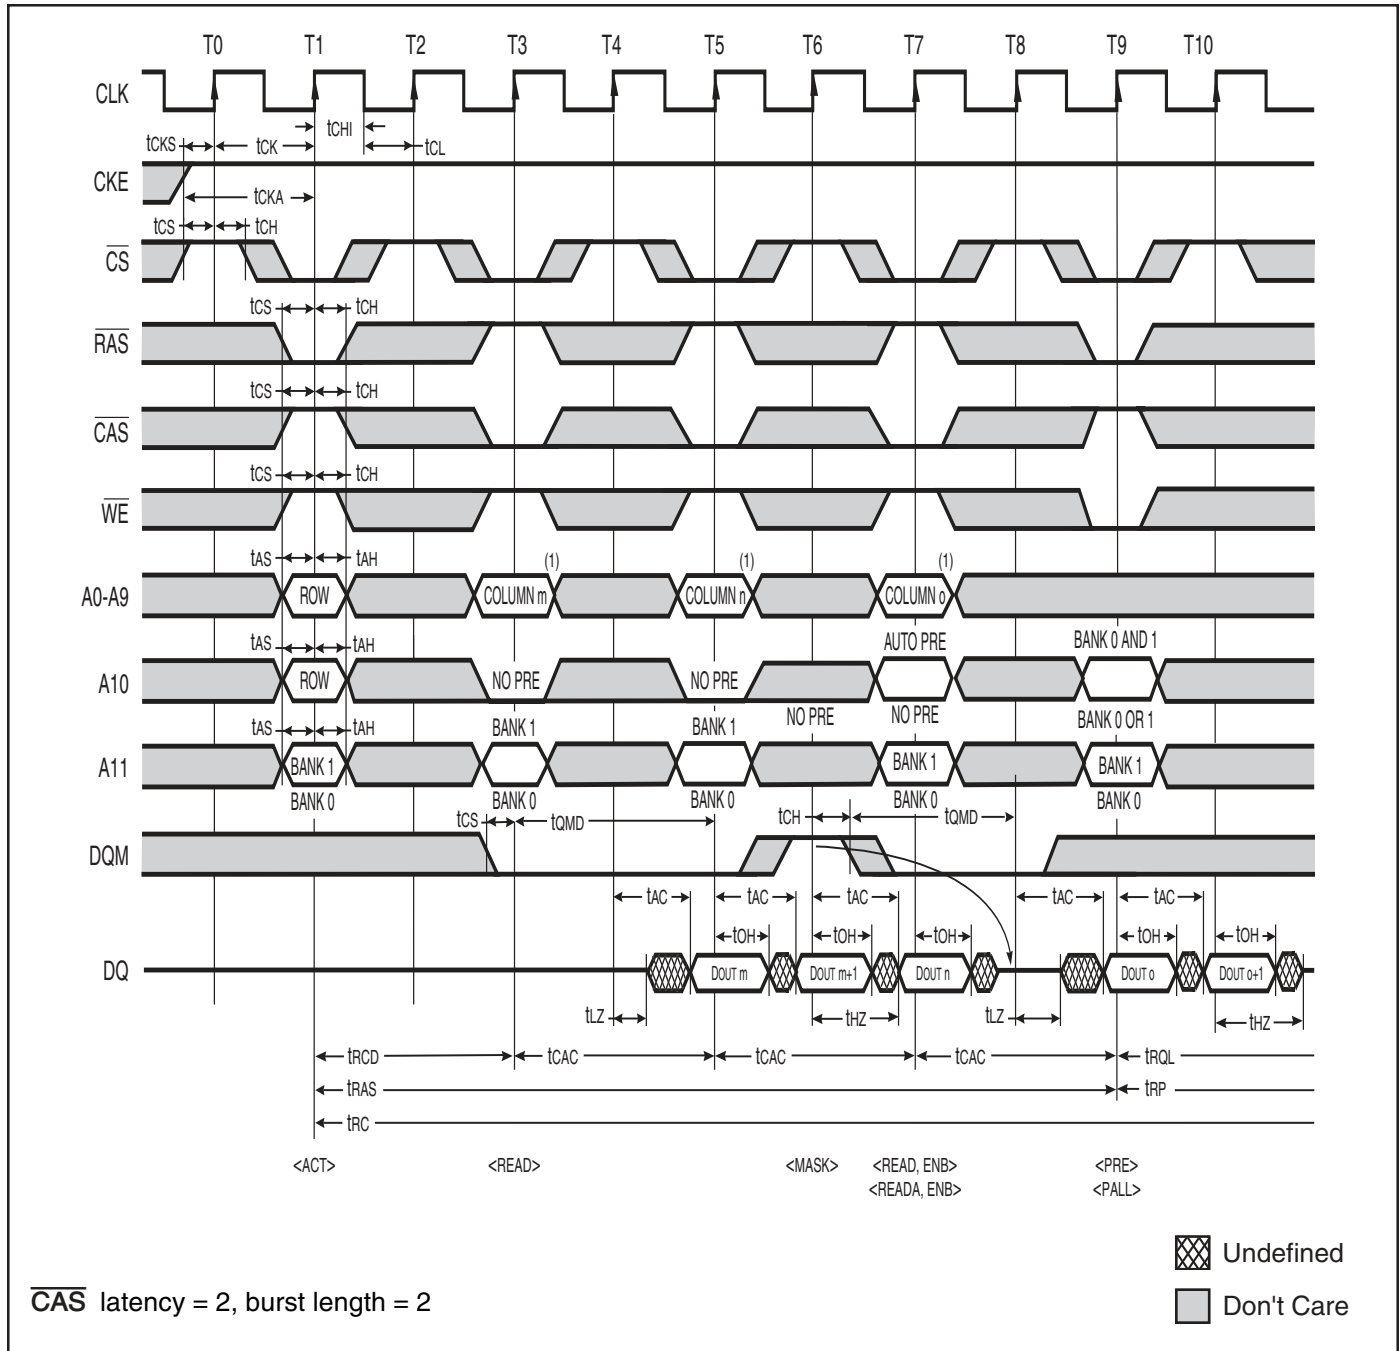 T0 T1 T2 T3 T4 T5 T6 T7 T8 T9 T10
CLK
tCHI
tCKS tCK tCL
CKE
tCKA
tCS tCH
CS
tCS tCH
RAS
tCS tCH
CAS
tCS tCH
WE
tAS tAH (1) (1) (1)
A0-A9 ROW COLUMN m COLUMN n COLUMN o
tAS tAH AUTO PRE BANK 0 AND 1
A10 ROW NO PRE NO PRE
NO PRE NO PRE BANK 0 OR 1
tAS tAH BANK 1 BANK 1
A11 BANK 1 BANK 1 BANK 1
BANK 0 BANK 0 BANK 0 BANK 0 BANK 0
tCS tQMD tCH tQMD
DQM
tAC tAC tAC tAC tAC
tOH tOH tOH tOH tOH
DQ DOUT m DOUT m+1 DOUT n DOUT o DOUT o+1
tLZ tHZ tLZ tHZ
tRCD tCAC tCAC tCAC tRQL
tRAS tRP
tRC
<ACT> <READ> <MASK> <READ, ENB> <PRE>
<READA, ENB> <PALL>
Undefined
CAS latency = 2, burst length = 2
Don't Care